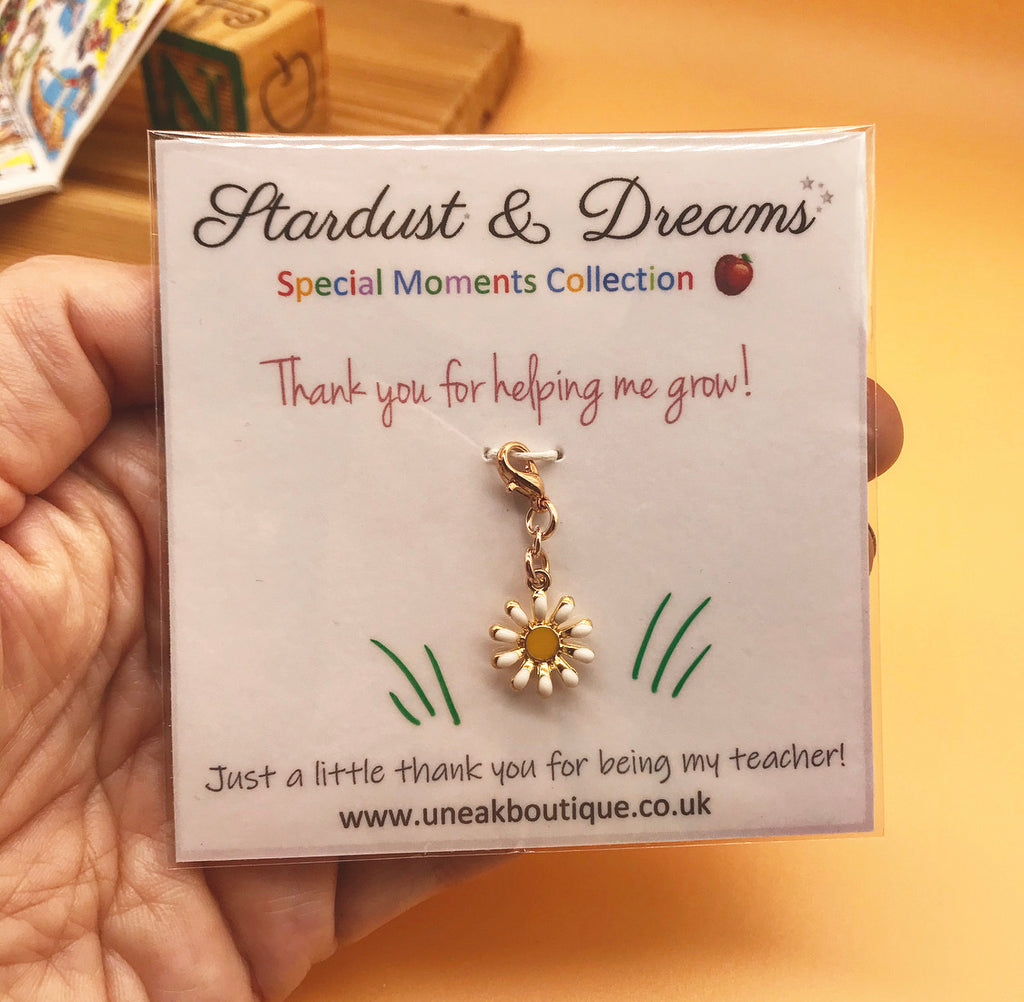 N
Stardust & Dreams
Special Moments Collection
Thank you for helping me grow!
Just a little thank you for being my teacher!
www.uneakboutique.co.uk